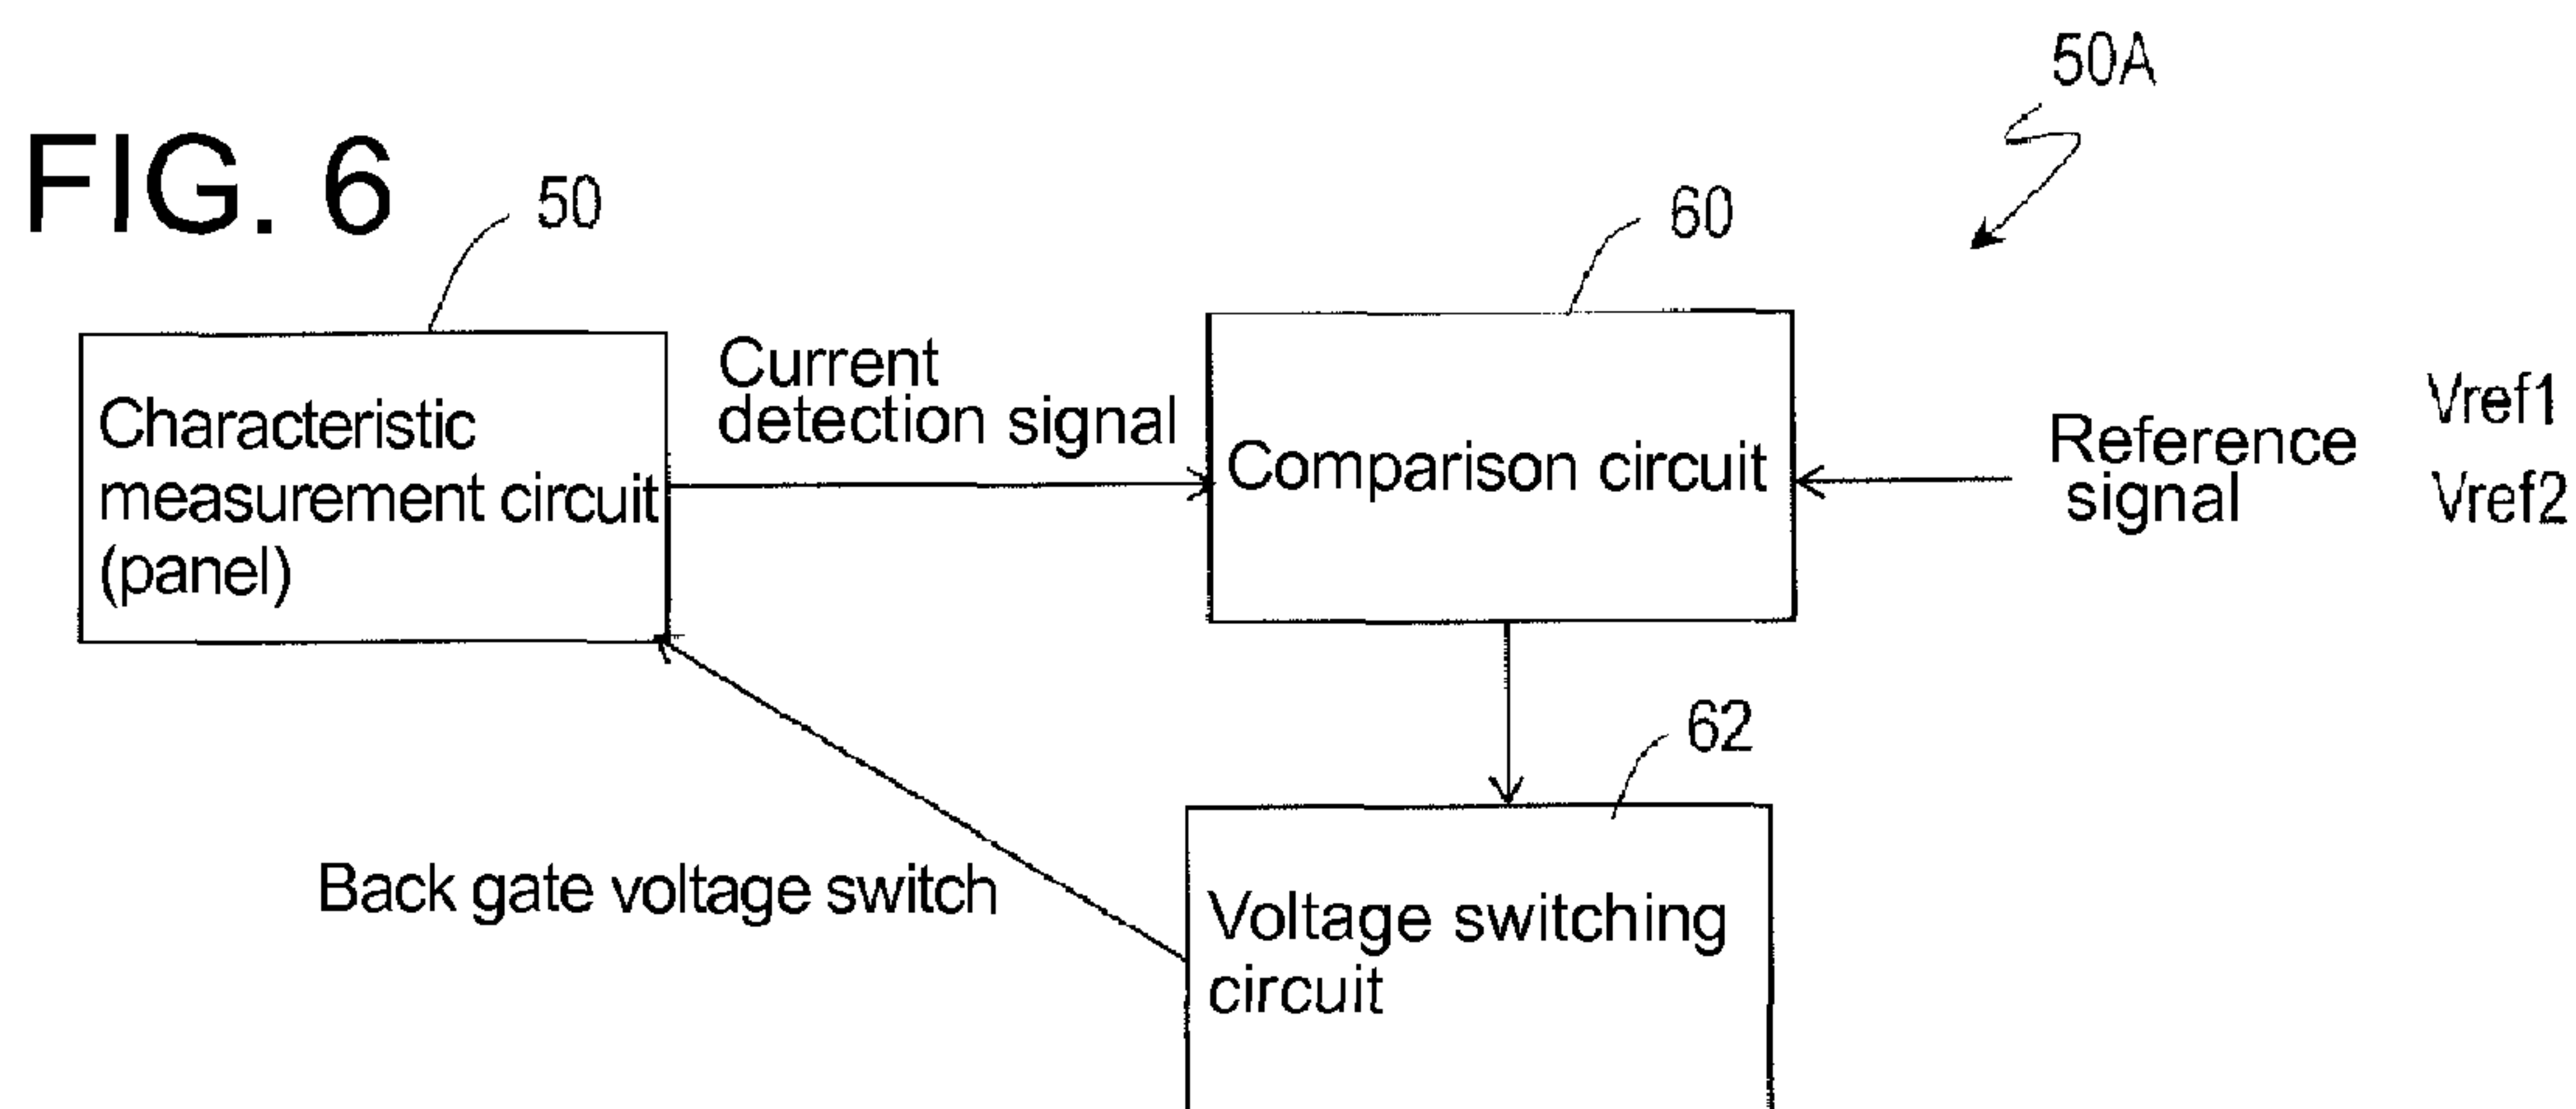 50A
FIG. 6
50
60
Current
detection signal
Characteristic
measurement circuit
(panel)
Comparison circuit
Reference
signal
Vref1
Vref2
62
Back gate voltage switch
Voltage switching
circuit